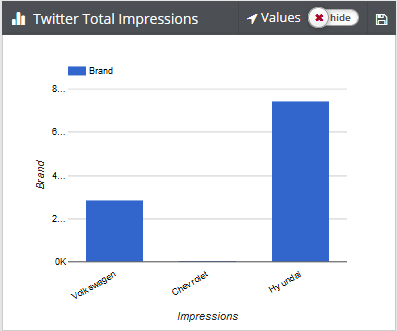 Twitter Total Impressions
Values
hide
Brand
8...
6...
4...
2...
0K
Brand
Volkswagen
Chevrolet
Hyundai
Impressions